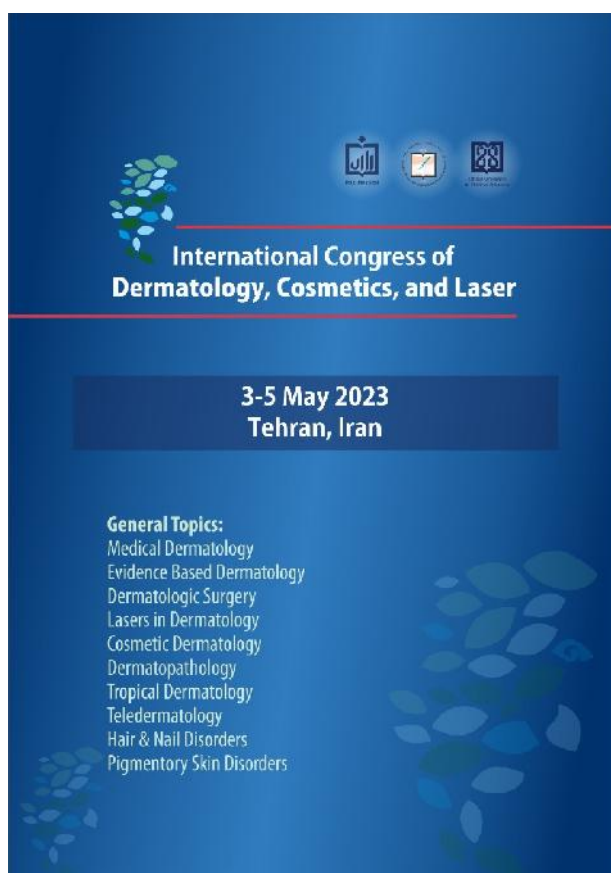 International Congress of
Dermatology, Cosmetics, and Laser
3-5 May 2023
Tehran, Iran
General Topics:
Medical Dermatology
Evidence Based Dermatology
Dermatologic Surgery
Lasers in Dermatology
Cosmetic Dermatology
Dermatopathology
Tropical Dermatology
Teledermatology
Hair & Nail Disorders
Pigmentory Skin Disorders